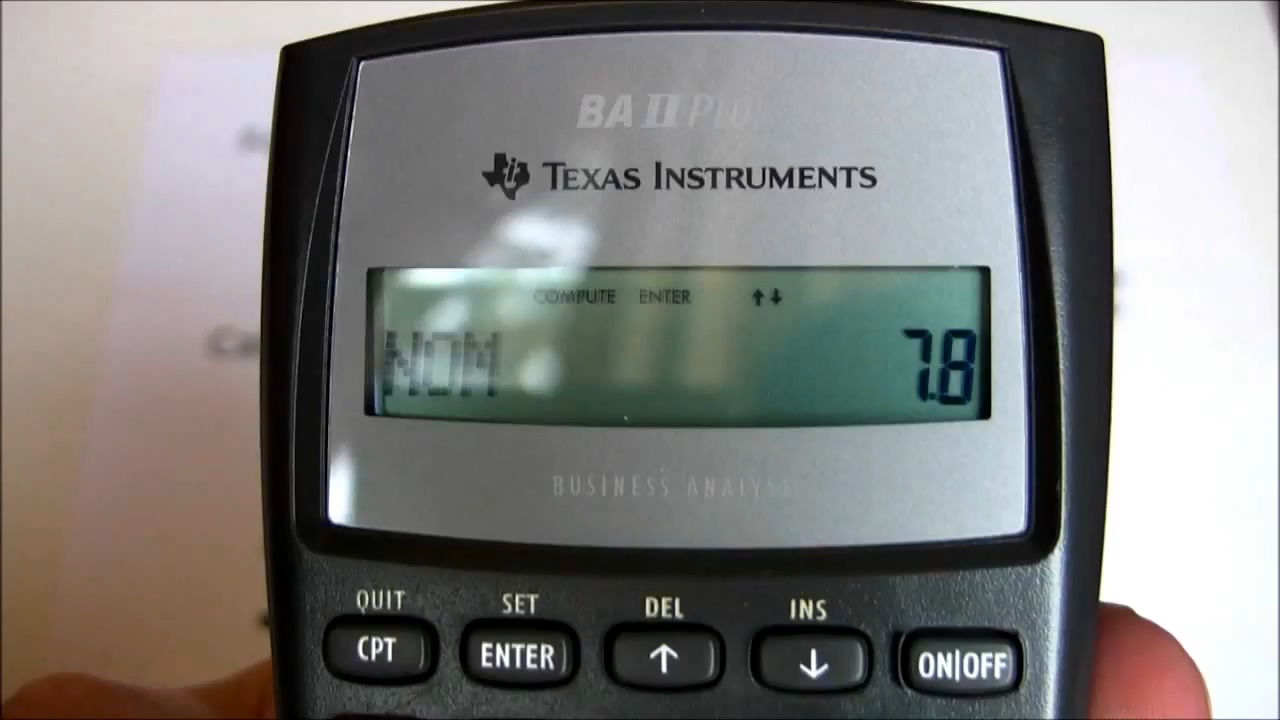 BA II PLUS
TEXAS INSTRUMENTS
COMPUTE ENTER ↑↓
NOM 7.8
BUSINESS ANALYST
QUIT SET DEL INS
CPT ENTER ↑ ↓ ON|OFF